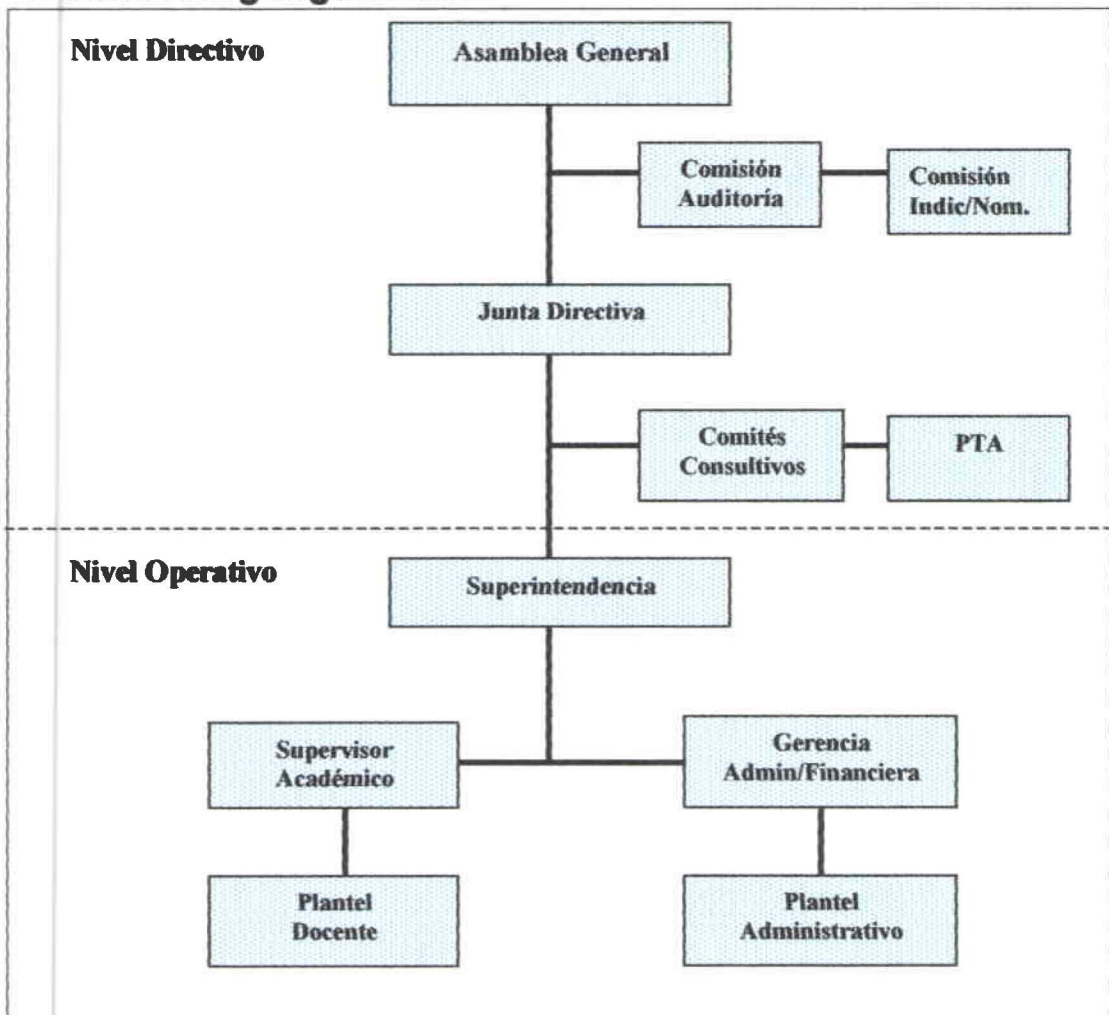 Nivel Directivo
Asamblea General
Comisión
Auditoría
Comisión
Indic/Nom.
Junta Directiva
Comités
Consultivos
PTA
Nivel Operativo
Superintendencia
Supervisor
Académico
Gerencia
Admin/Financiera
Plantel
Docente
Plantel
Administrativo